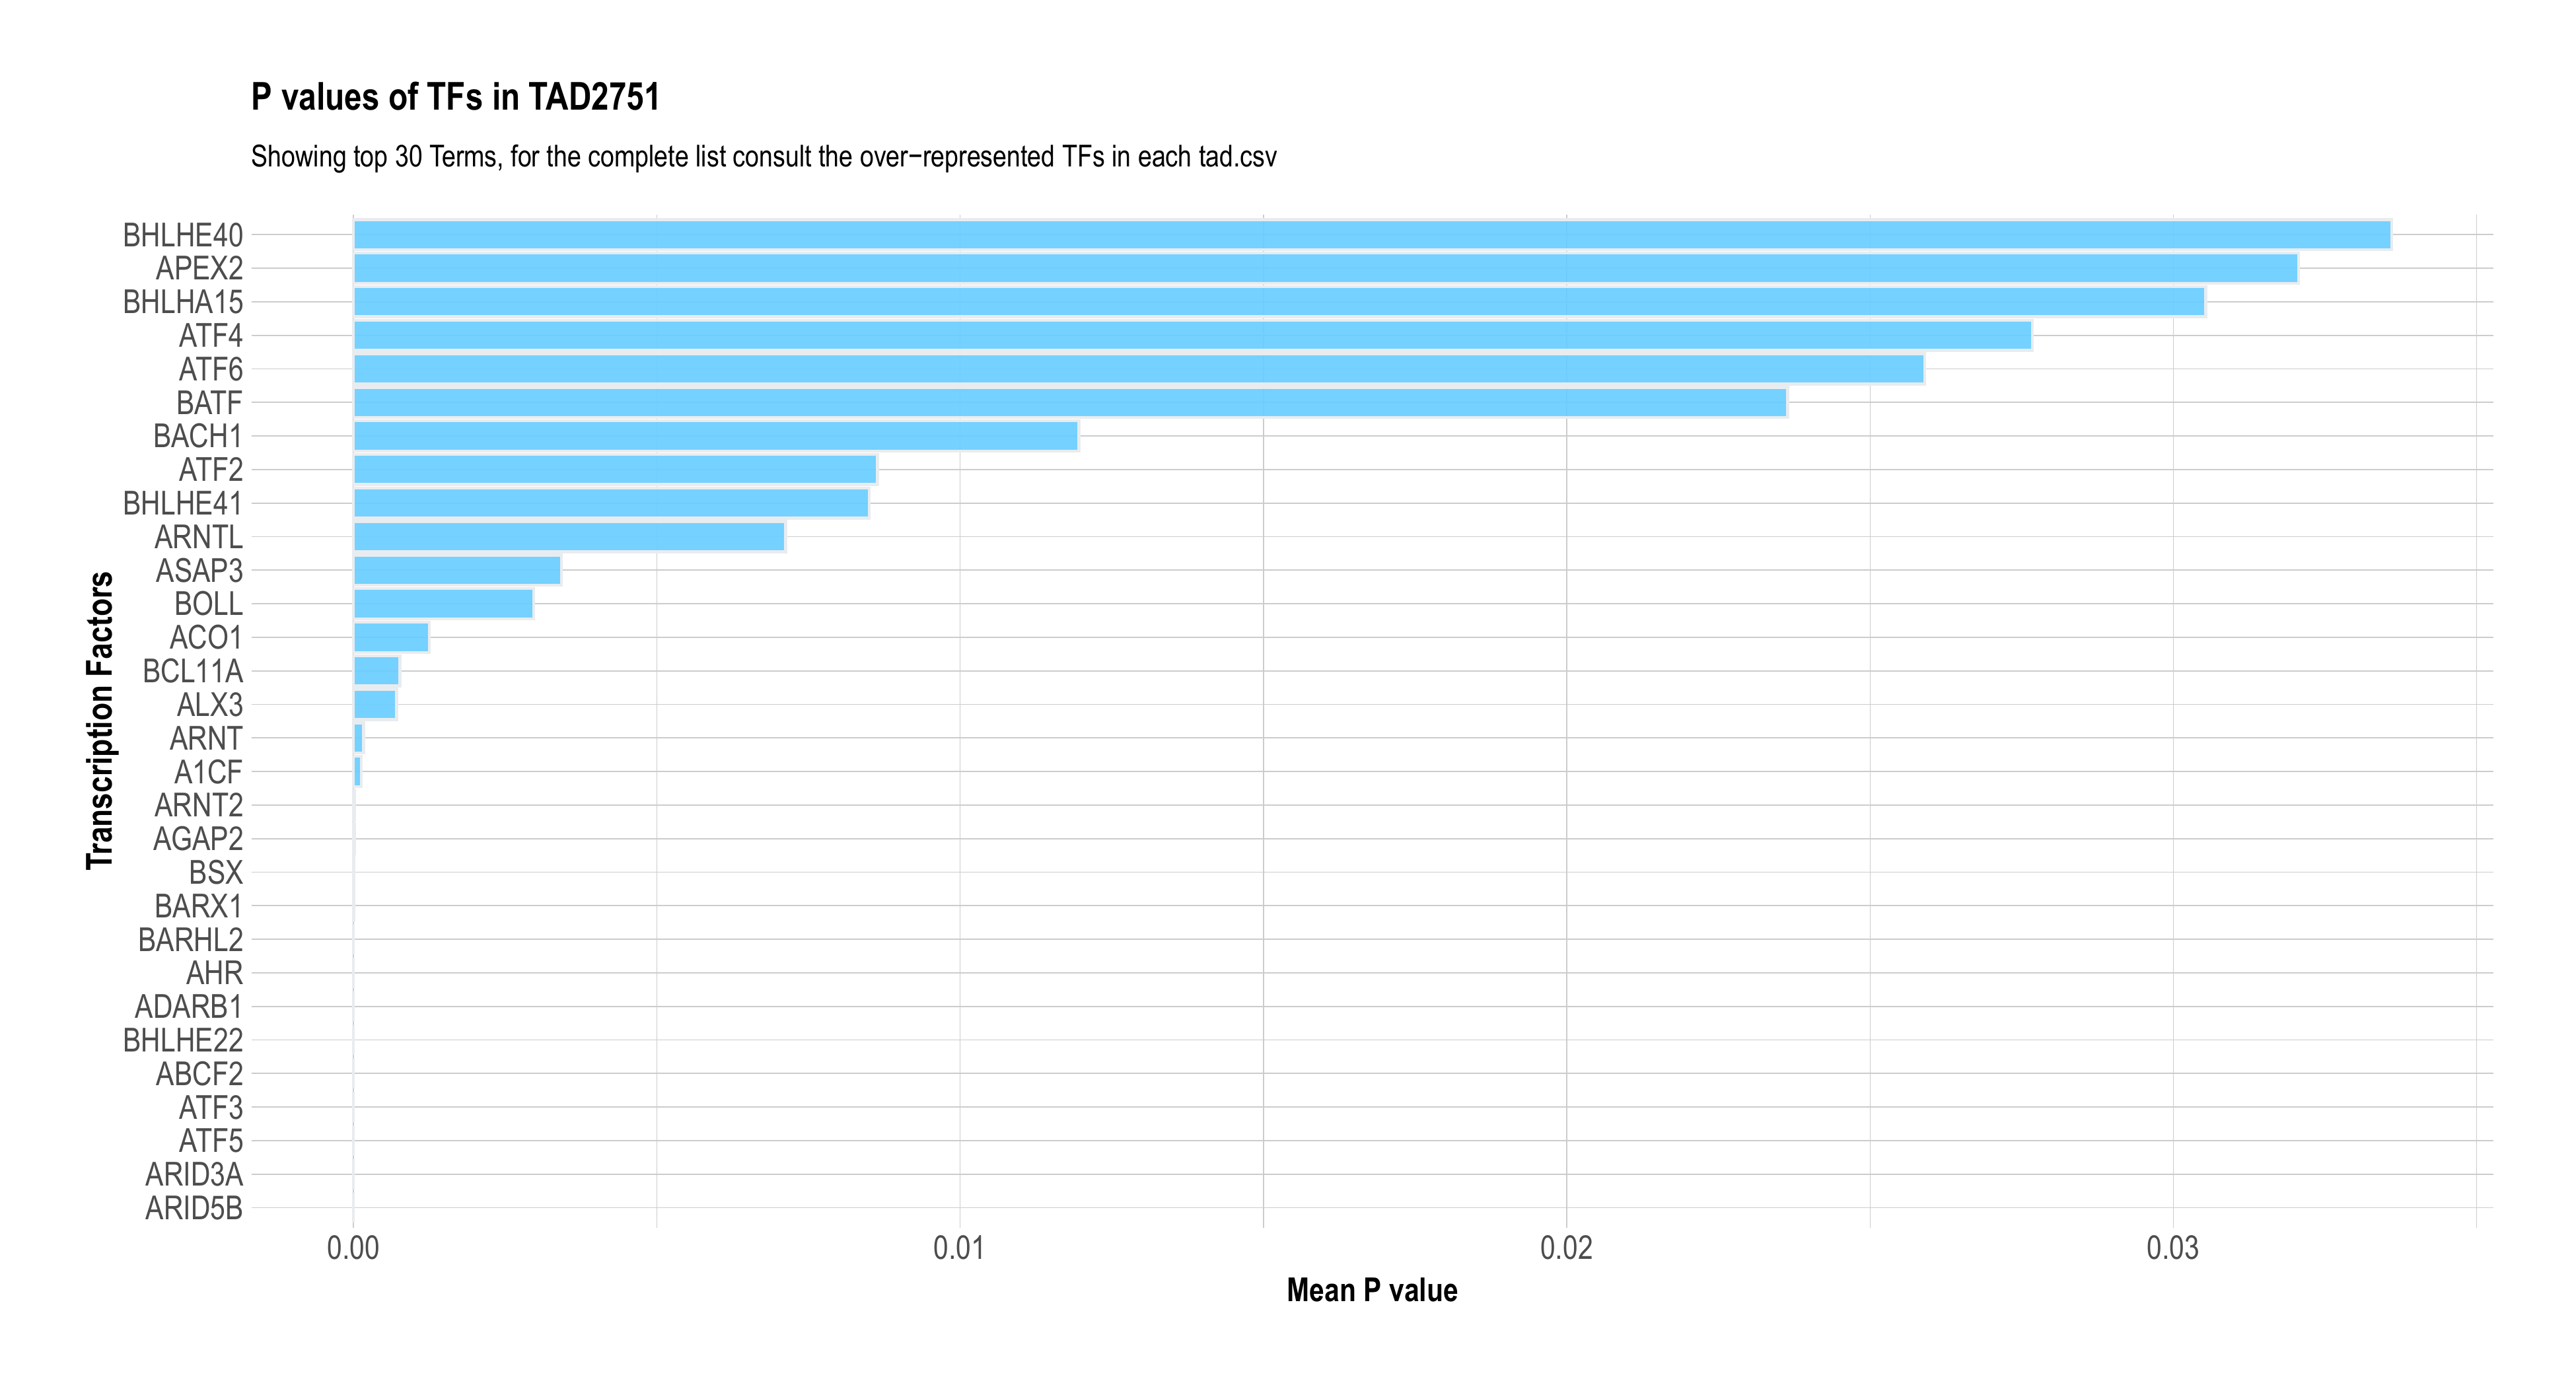 P values of TFs in TAD2751
Showing top 30 Terms, for the complete list consult the over−represented TFs in each tad.csv
Transcription Factors
BHLHE40
APEX2
BHLHA15
ATF4
ATF6
BATF
BACH1
ATF2
BHLHE41
ARNTL
ASAP3
BOLL
ACO1
BCL11A
ALX3
ARNT
A1CF
ARNT2
AGAP2
BSX
BARX1
BARHL2
AHR
ADARB1
BHLHE22
ABCF2
ATF3
ATF5
ARID3A
ARID5B
0.00 0.01 0.02 0.03
Mean P value